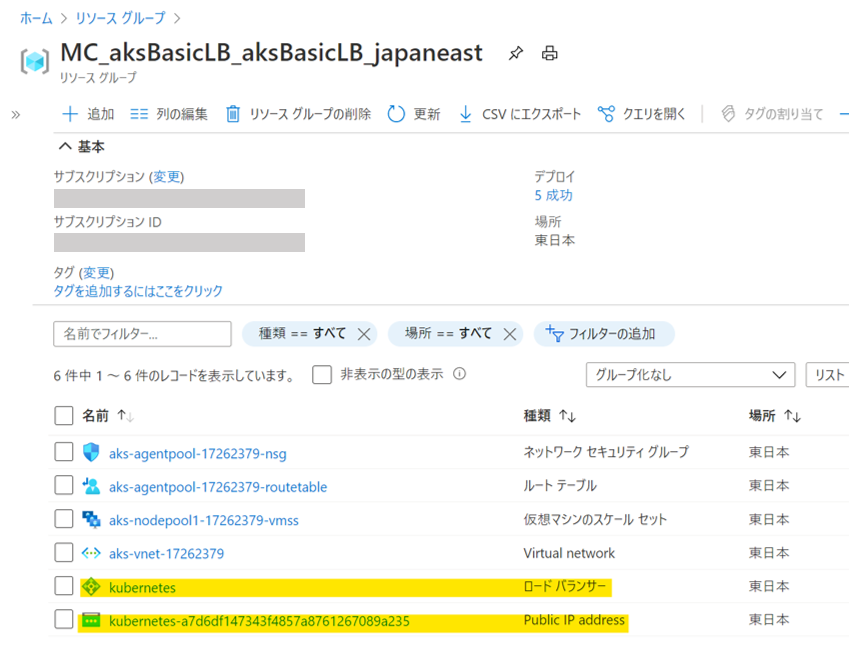 ホーム > リソース グループ >
MC_aksBasicLB_aksBasicLB_japaneast
リソース グループ
» + 追加 列の編集 リソース グループの削除 更新 CSV にエクスポート クエリを開く タグの割り当て
基本
サブスクリプション (変更) デプロイ
5 成功
サブスクリプション ID 場所
東日本
タグ (変更)
タグを追加するにはここをクリック
名前でフィルター... 種類 == すべて 場所 == すべて フィルターの追加
6 件中 1 ～ 6 件のレコードを表示しています。 非表示の型の表示 グループ化なし リスト
名前 ↑↓ 種類 ↑↓ 場所 ↑↓
aks-agentpool-17262379-nsg ネットワーク セキュリティ グループ 東日本
aks-agentpool-17262379-routetable ルート テーブル 東日本
aks-nodepool1-17262379-vmss 仮想マシンのスケール セット 東日本
aks-vnet-17262379 Virtual network 東日本
kubernetes ロード バランサー 東日本
kubernetes-a7d6df147343f4857a8761267089a235 Public IP address 東日本